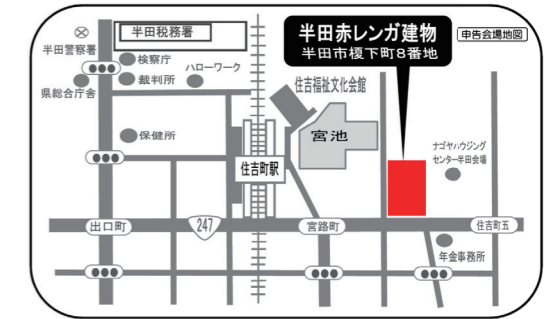 半田税務署
半田赤レンガ建物
半田市榎下町8番地
申告会場地図
半田警察署
検察庁
裁判所
ハローワーク
県総合庁舎
住吉福祉文化会館
宮池
保健所
住吉町駅
ナゴヤハウジング
センター半田会場
出口町
247
宮路町
住吉町五
年金事務所